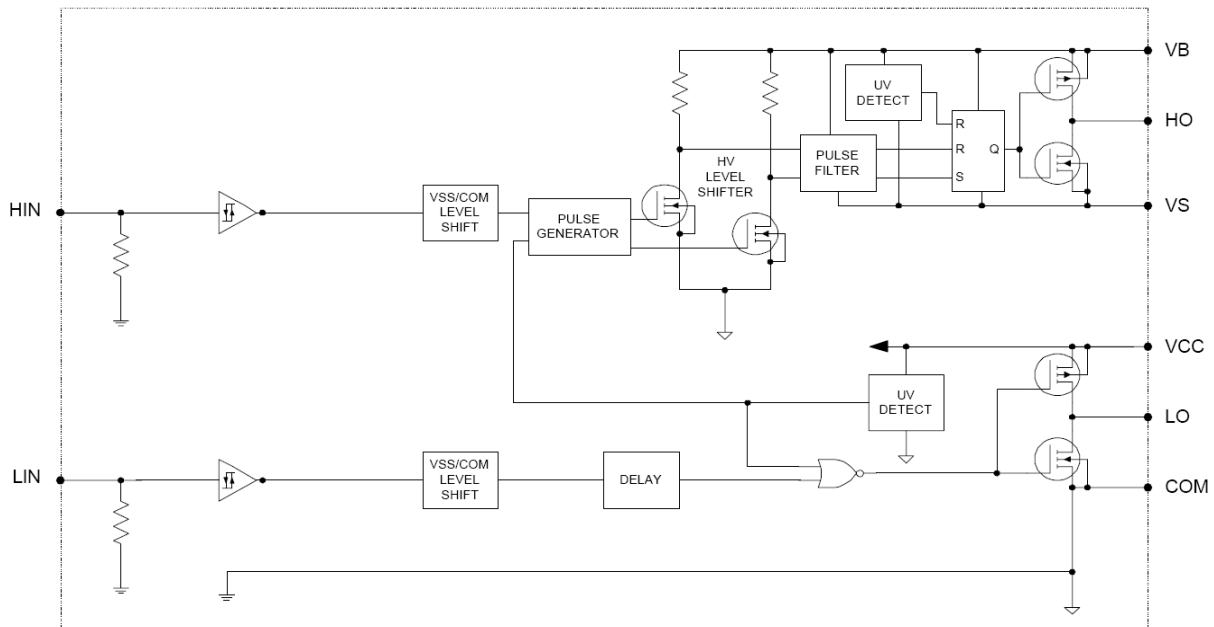 VB
UV
DETECT
R
HO
HV
LEVEL
SHIFTER
PULSE
FILTER
R
Q
S
HIN
VSS/COM
LEVEL
SHIFT
PULSE
GENERATOR
VS
VCC
UV
DETECT
LO
LIN
VSS/COM
LEVEL
SHIFT
DELAY
COM